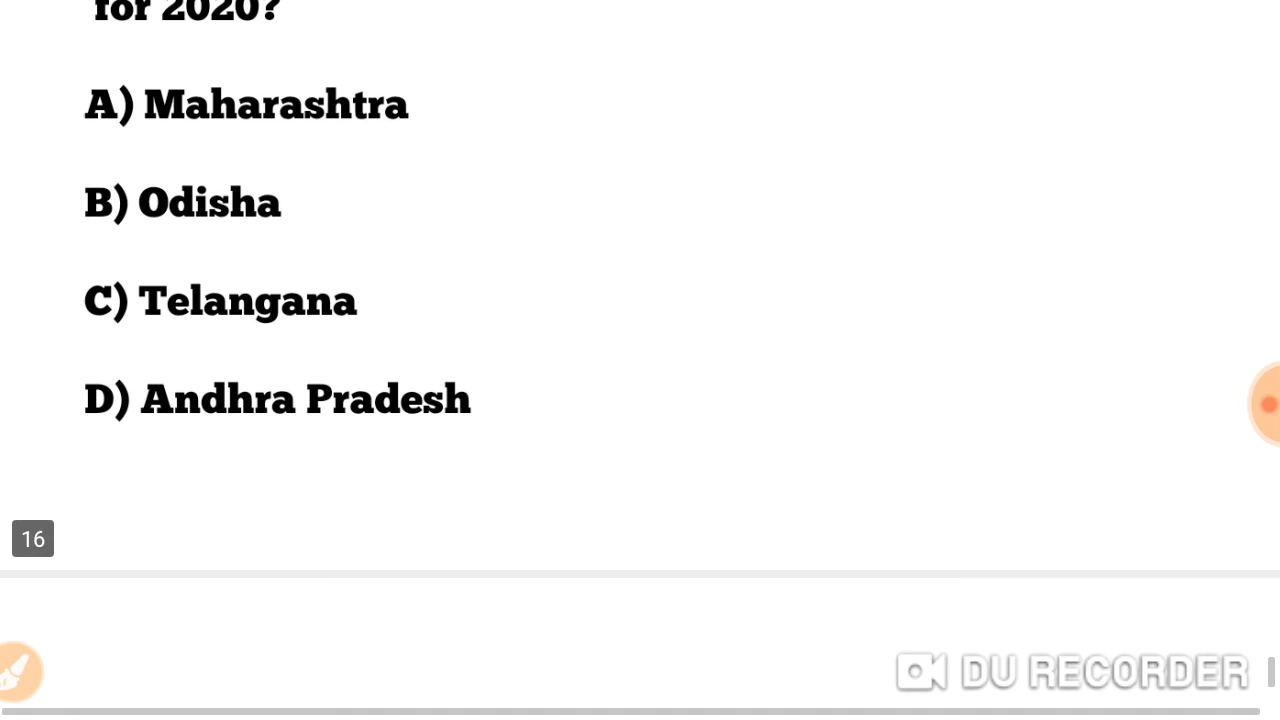 for 2020?
A) Maharashtra
B) Odisha
C) Telangana
D) Andhra Pradesh
16
DU RECORDER